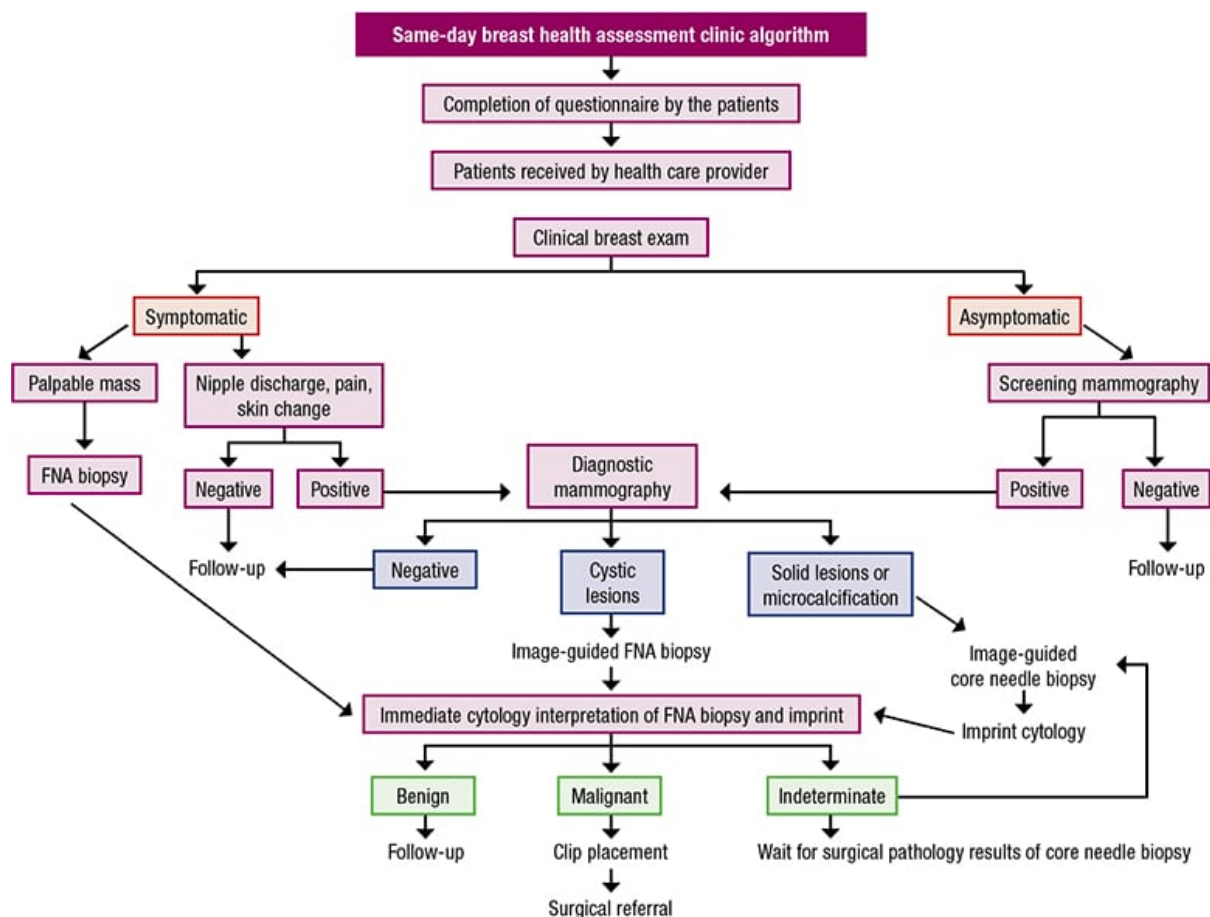 Same-day breast health assessment clinic algorithm
Completion of questionnaire by the patients
Patients received by health care provider
Clinical breast exam
Symptomatic
Asymptomatic
Palpable mass
Nipple discharge, pain,
skin change
Screening mammography
FNA biopsy
Negative
Positive
Diagnostic
mammography
Positive
Negative
Follow-up
Negative
Cystic
lesions
Solid lesions or
microcalcification
Follow-up
Image-guided FNA biopsy
Image-guided
core needle biopsy
Immediate cytology interpretation of FNA biopsy and imprint
Imprint cytology
Benign
Malignant
Indeterminate
Follow-up
Clip placement
Wait for surgical pathology results of core needle biopsy
Surgical referral